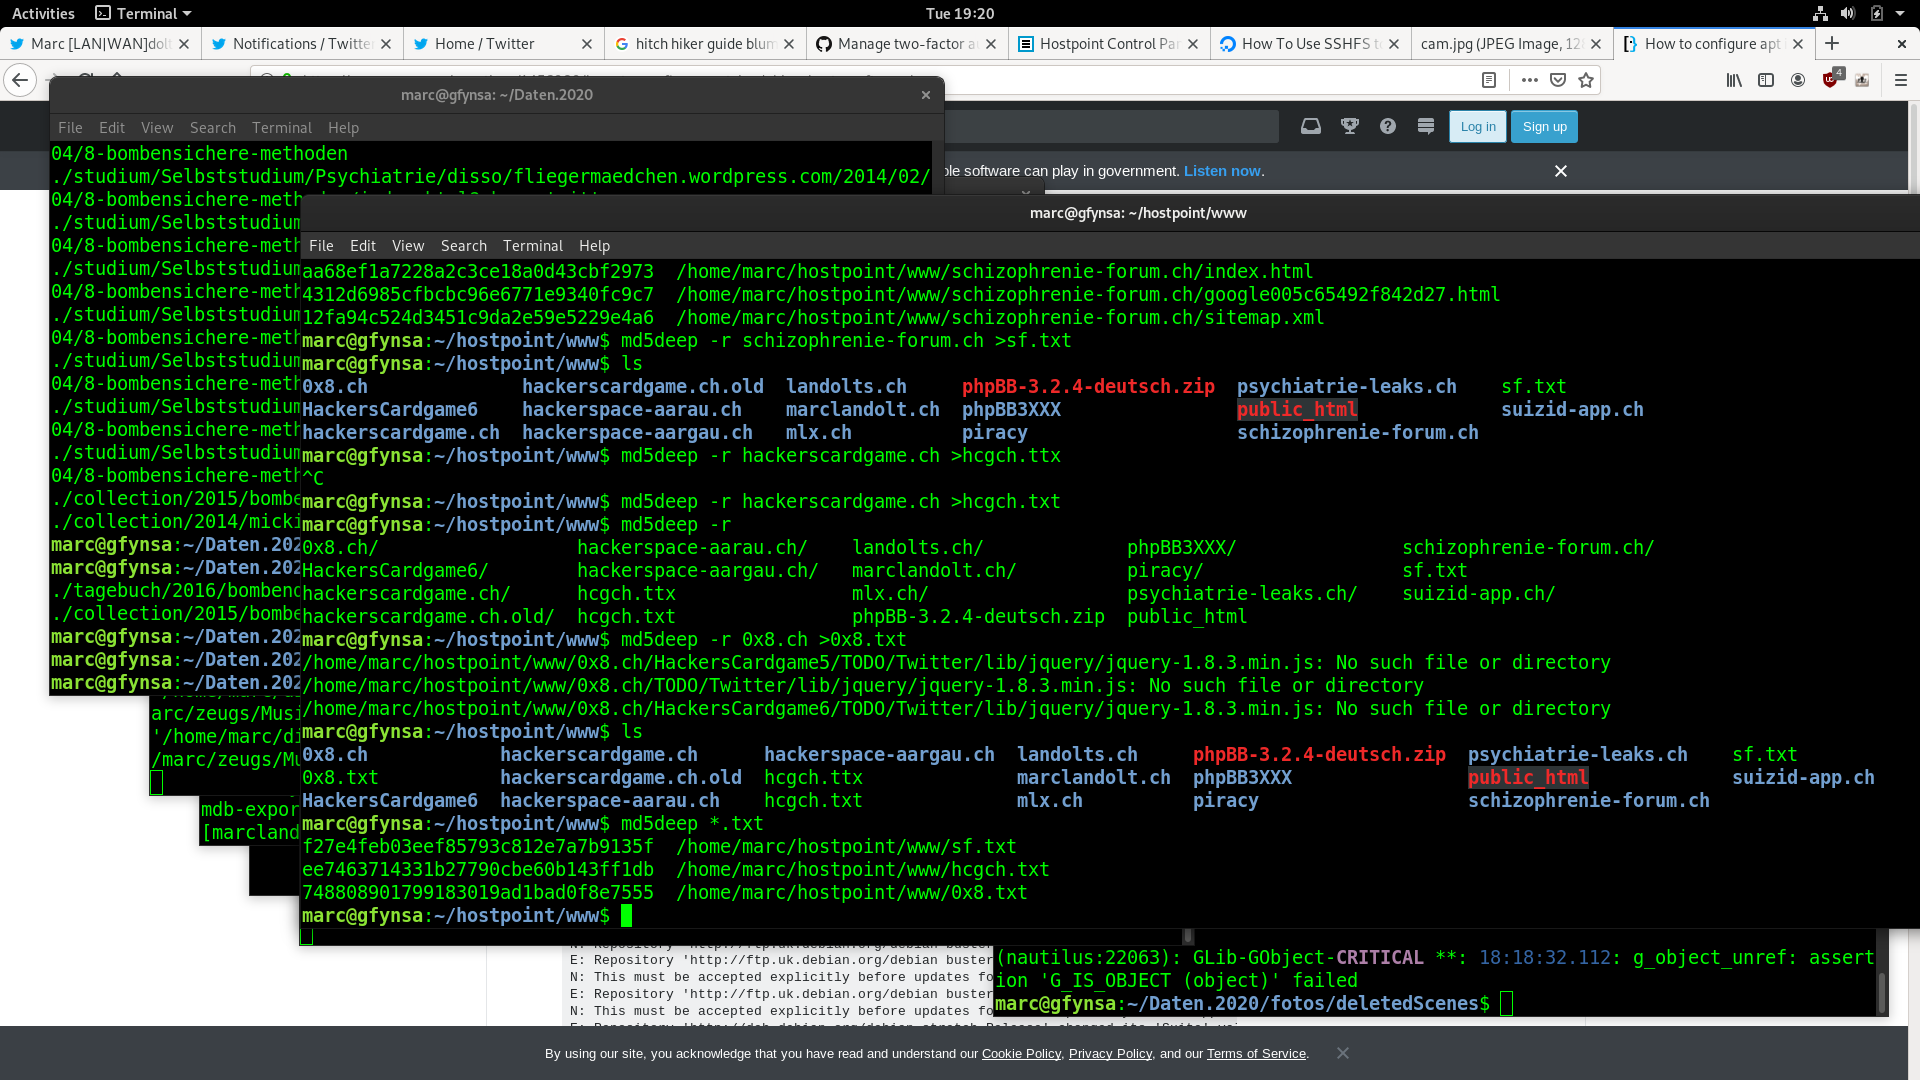 Activities Terminal Tue 19:20
Marc [LAN|WAN]dolt Notifications / Twitter Home / Twitter hitch hiker guide blum Manage two-factor a Hostpoint Control Pa How To Use SSHFS t cam.jpg (JPEG Image, 12 How to configure apt
4
marc@gfynsa: ~/Daten.2020
File Edit View Search Terminal Help
Log in Sign up
04/8-bombensichere-methoden
./studium/Selbststudium/Psychiatrie/disso/fliegermaedchen.wordpress.com/2014/02/
ble software can play in government. Listen now.
04/8-bombensichere-meth
./studium/Selbststudium
04/8-bombensichere-meth
./studium/Selbststudium
04/8-bombensichere-meth
./studium/Selbststudium
04/8-bombensichere-meth
./studium/Selbststudium
04/8-bombensichere-meth
./studium/Selbststudium
04/8-bombensichere-meth
./studium/Selbststudium
04/8-bombensichere-meth
./collection/2015/bombe
./collection/2014/micki
marc@gfynsa:~/Daten.202
marc@gfynsa:~/Daten.202
./tagebuch/2016/bombend
./collection/2015/bombe
marc@gfynsa:~/Daten.202
marc@gfynsa:~/Daten.202
marc@gfynsa:~/Daten.202
arc/zeugs/Musi
'/home/marc/di
/marc/zeugs/Mu
mdb-expor
[marcland
marc@gfynsa: ~/hostpoint/www
File Edit View Search Terminal Help
aa68ef1a7228a2c3ce18a0d43cbf2973  /home/marc/hostpoint/www/schizophrenie-forum.ch/index.html
4312d6985cfbcbc96e6771e9340fc9c7  /home/marc/hostpoint/www/schizophrenie-forum.ch/google005c65492f842d27.html
12fa94c524d3451c9da2e59e5229e4a6  /home/marc/hostpoint/www/schizophrenie-forum.ch/sitemap.xml
marc@gfynsa:~/hostpoint/www$ md5deep -r schizophrenie-forum.ch >sf.txt
marc@gfynsa:~/hostpoint/www$ ls
0x8.ch hackerscardgame.ch.old landolts.ch phpBB-3.2.4-deutsch.zip psychiatrie-leaks.ch sf.txt
HackersCardgame6 hackerspace-aarau.ch marclandolt.ch phpBB3XXX public_html suizid-app.ch
hackerscardgame.ch hackerspace-aargau.ch mlx.ch piracy schizophrenie-forum.ch
marc@gfynsa:~/hostpoint/www$ md5deep -r hackerscardgame.ch >hcgch.ttx
^C
marc@gfynsa:~/hostpoint/www$ md5deep -r hackerscardgame.ch >hcgch.txt
marc@gfynsa:~/hostpoint/www$ md5deep -r
0x8.ch/ hackerspace-aarau.ch/ landolts.ch/ phpBB3XXX/ schizophrenie-forum.ch/
HackersCardgame6/ hackerspace-aargau.ch/ marclandolt.ch/ piracy/ sf.txt
hackerscardgame.ch/ hcgch.ttx mlx.ch/ psychiatrie-leaks.ch/ suizid-app.ch/
hackerscardgame.ch.old/ hcgch.txt phpBB-3.2.4-deutsch.zip public_html
marc@gfynsa:~/hostpoint/www$ md5deep -r 0x8.ch >0x8.txt
/home/marc/hostpoint/www/0x8.ch/HackersCardgame5/TODO/Twitter/lib/jquery/jquery-1.8.3.min.js: No such file or directory
/home/marc/hostpoint/www/0x8.ch/TODO/Twitter/lib/jquery/jquery-1.8.3.min.js: No such file or directory
/home/marc/hostpoint/www/0x8.ch/HackersCardgame6/TODO/Twitter/lib/jquery/jquery-1.8.3.min.js: No such file or directory
marc@gfynsa:~/hostpoint/www$ ls
0x8.ch hackerscardgame.ch hackerspace-aargau.ch landolts.ch phpBB-3.2.4-deutsch.zip psychiatrie-leaks.ch sf.txt
0x8.txt hackerscardgame.ch.old hcgch.ttx marclandolt.ch phpBB3XXX public_html suizid-app.ch
HackersCardgame6 hackerspace-aarau.ch hcgch.txt mlx.ch piracy schizophrenie-forum.ch
marc@gfynsa:~/hostpoint/www$ md5deep *.txt
f27e4feb03eef85793c812e7a7b9135f  /home/marc/hostpoint/www/sf.txt
ee7463714331b27790cbe60b143ff1db  /home/marc/hostpoint/www/hcgch.txt
748808901799183019ad1bad0f8e7555  /home/marc/hostpoint/www/0x8.txt
marc@gfynsa:~/hostpoint/www$
N: Repository 'http://ftp.uk.debian.org/debian buster
E: Repository 'http://ftp.uk.debian.org/debian buster
N: This must be accepted explicitly before updates fo
E: Repository 'http://ftp.uk.debian.org/debian buster
N: This must be accepted explicitly before updates fo
(nautilus:22063): GLib-GObject-CRITICAL **: 18:18:32.112: g_object_unref: assert
ion 'G_IS_OBJECT (object)' failed
marc@gfynsa:~/Daten.2020/fotos/deletedScenes$
By using our site, you acknowledge that you have read and understand our Cookie Policy, Privacy Policy, and our Terms of Service.